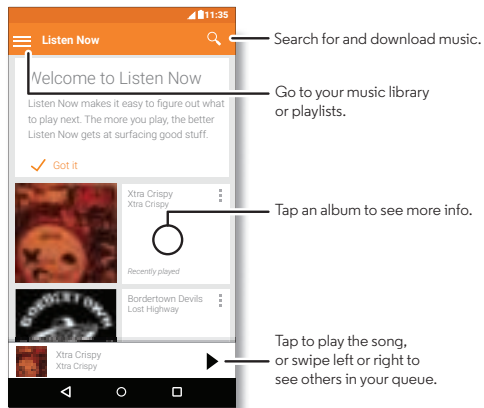 11:35
Listen Now
Search for and download music.
Welcome to Listen Now
Listen Now makes it easy to figure out what
to play next. The more you play, the better
Listen Now gets at surfacing good stuff.
Got it
Go to your music library
or playlists.
Xtra Crispy
Xtra Crispy
Recently played
Tap an album to see more info.
BORDERTOWN
Bordertown Devils
Lost Highway
Xtra Crispy
Xtra Crispy
Tap to play the song,
or swipe left or right to
see others in your queue.